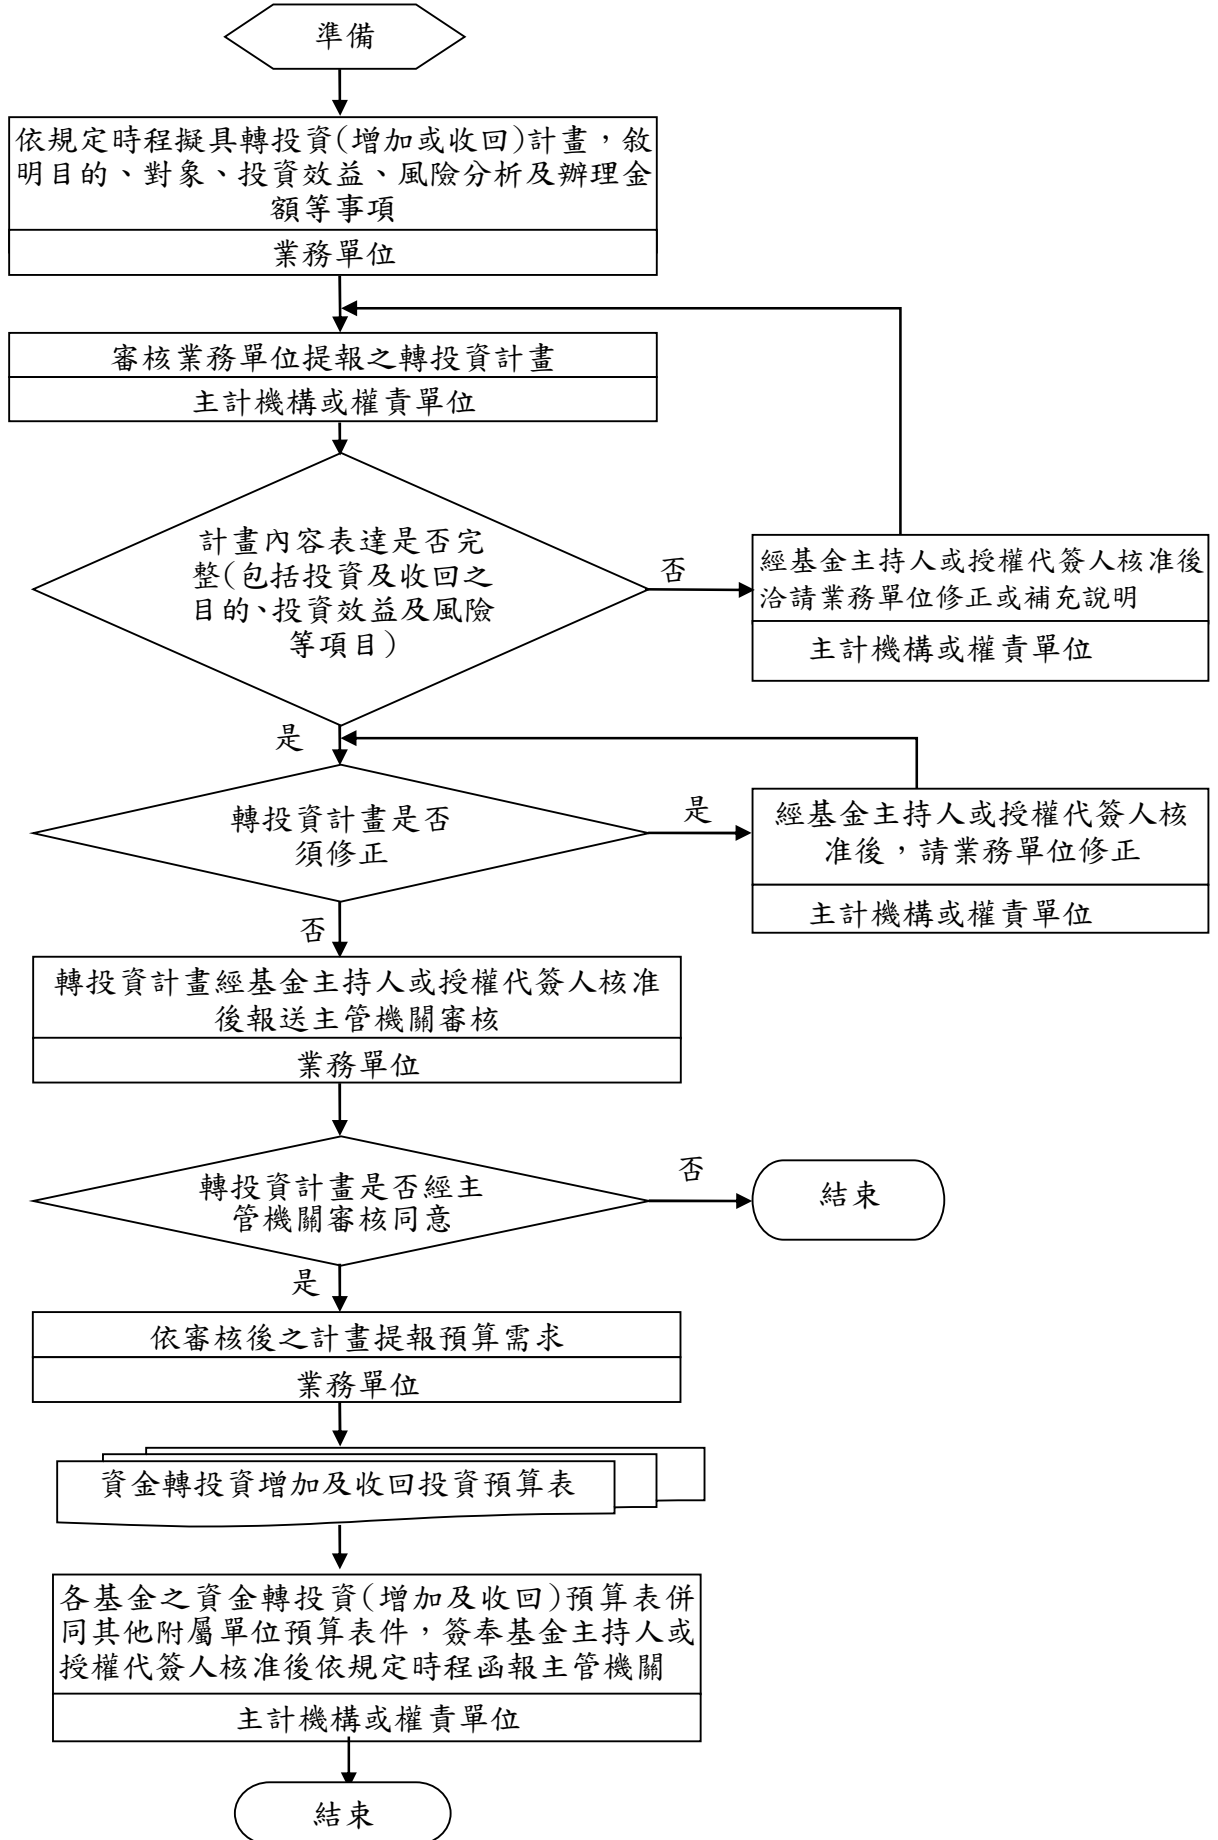 準備
依規定時程擬具轉投資(增加或收回)計畫，敘
明目的、對象、投資效益、風險分析及辦理金
額等事項
業務單位
審核業務單位提報之轉投資計畫
主計機構或權責單位
計畫內容表達是否完
整(包括投資及收回之
目的、投資效益及風險
等項目)
否
經基金主持人或授權代簽人核准後
洽請業務單位修正或補充說明
主計機構或權責單位
是
轉投資計畫是否
須修正
是
經基金主持人或授權代簽人核
准後，請業務單位修正
主計機構或權責單位
否
轉投資計畫經基金主持人或授權代簽人核准
後報送主管機關審核
業務單位
轉投資計畫是否經主
管機關審核同意
否
結束
是
依審核後之計畫提報預算需求
業務單位
資金轉投資增加及收回投資預算表
各基金之資金轉投資(增加及收回)預算表併
同其他附屬單位預算表件，簽奉基金主持人或
授權代簽人核准後依規定時程函報主管機關
主計機構或權責單位
結束